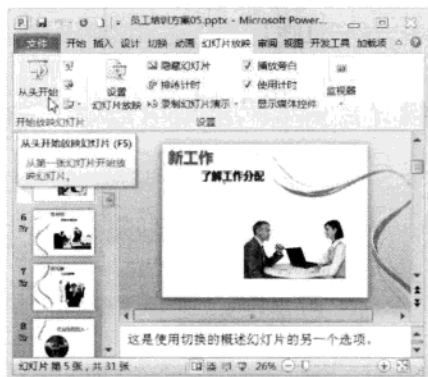 员工培训方案05.pptx - Microsoft Power...
文件 开始 插入 设计 切换 动画 幻灯片放映 审阅 视图 开发工具 加载项
从头开始
设置
幻灯片放映
隐藏幻灯片
排练计时
录制幻灯片演示
播放旁白
使用计时
显示媒体控件
监视器
开始放映幻灯片
设置
从头开始放映幻灯片 (F5)
从第一张幻灯片开始放
映幻灯片。
6
7
8
新工作
了解工作分配
这是使用切换的概述幻灯片的另一个选项。
幻灯片 第 5 张，共 31 张
26%